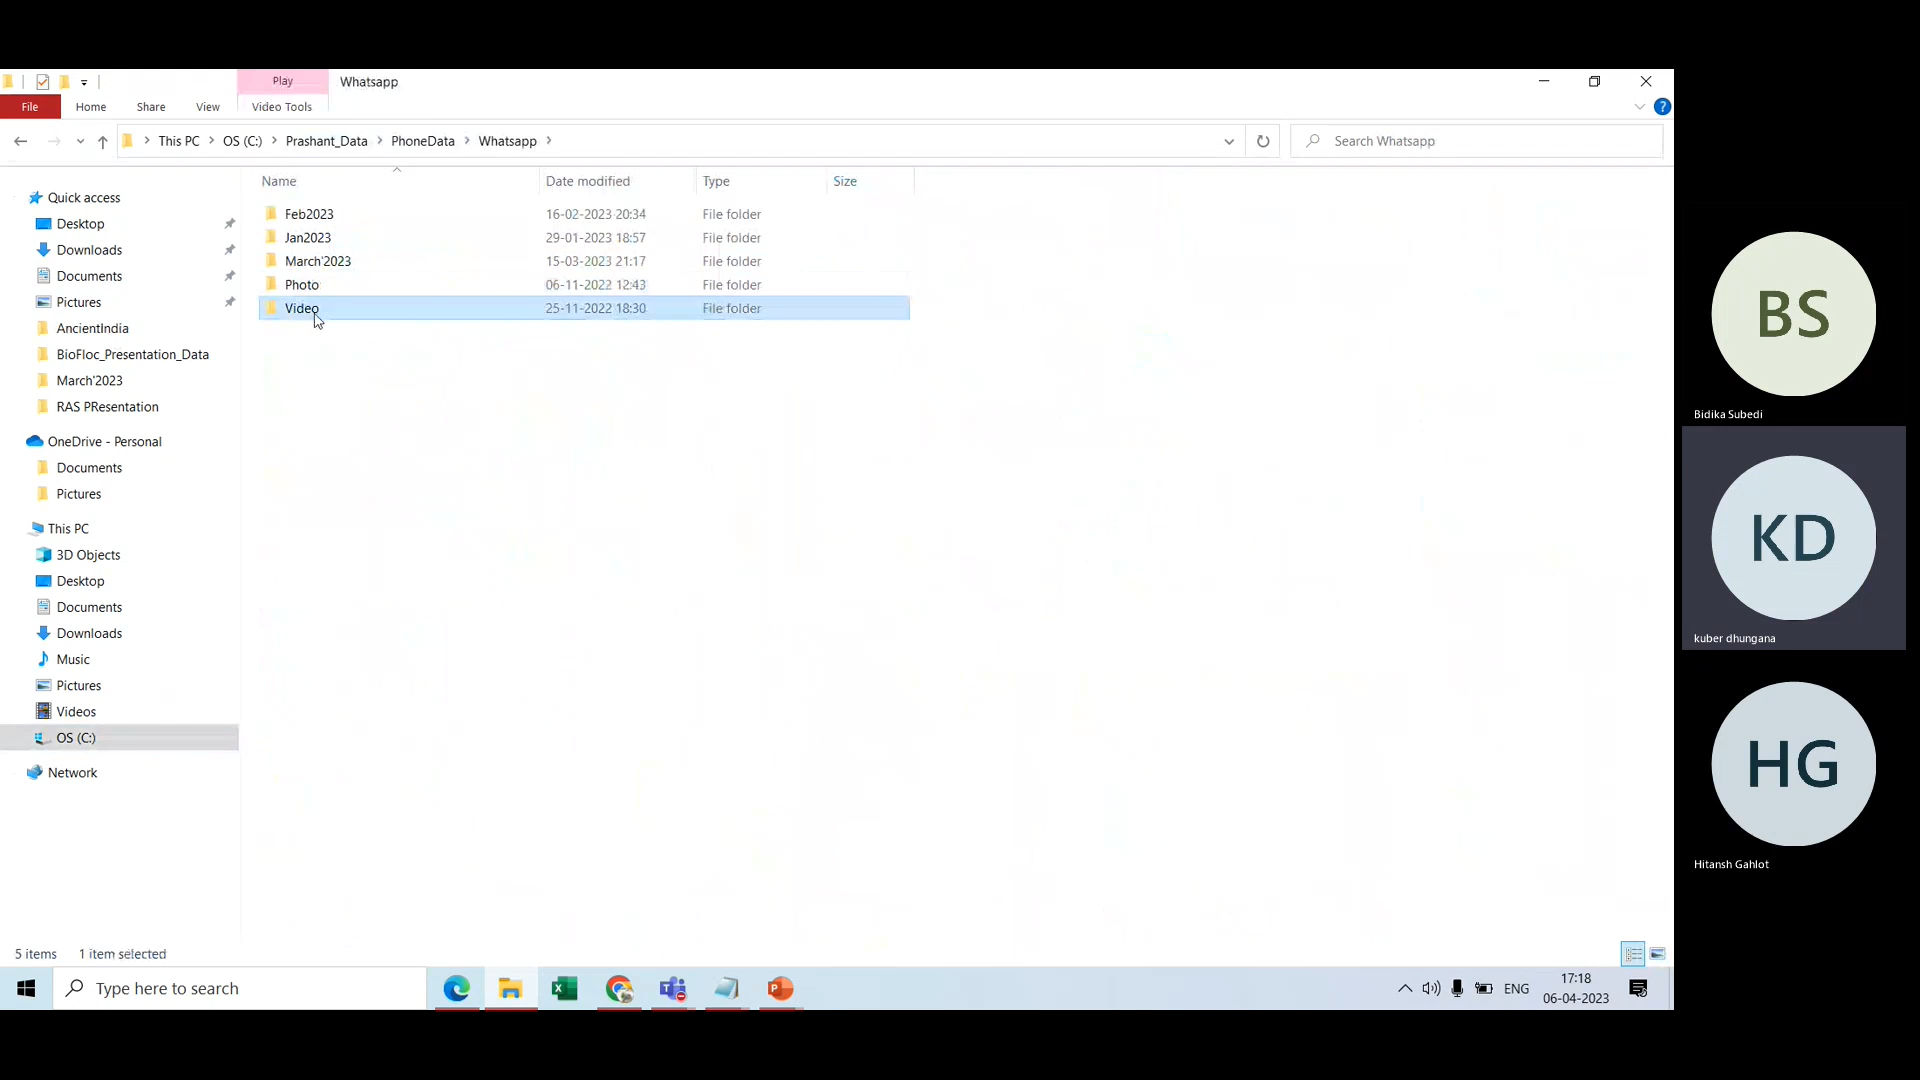 Play
Whatsapp
File
Home
Share
View
Video Tools
This PC
OS (C:)
Prashant_Data
PhoneData
Whatsapp
Search Whatsapp
Name
Date modified
Type
Size
Feb2023
16-02-2023 20:34
File folder
Jan2023
29-01-2023 18:57
File folder
March'2023
15-03-2023 21:17
File folder
Photo
06-11-2022 12:43
File folder
Video
25-11-2022 18:30
File folder
Quick access
Desktop
Downloads
Documents
Pictures
AncientIndia
BioFloc_Presentation_Data
March'2023
RAS PResentation
OneDrive - Personal
Documents
Pictures
This PC
3D Objects
Desktop
Documents
Downloads
Music
Pictures
Videos
OS (C:)
Network
5 items
1 item selected
Type here to search
ENG
17:18
06-04-2023
BS
Bidika Subedi
KD
kuber dhungana
HG
Hitansh Gahlot